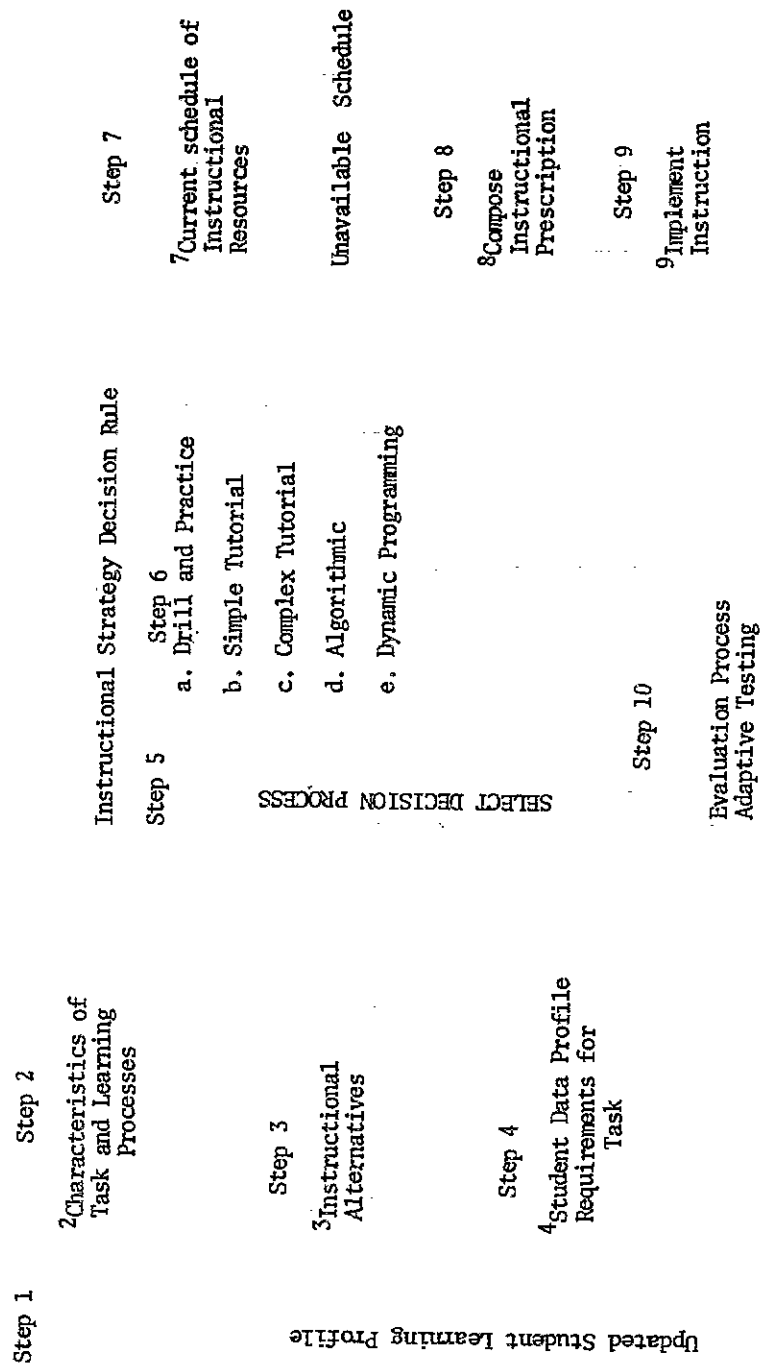 Step 1
Updated Student Learning Profile
Step 2
2Characteristics of
Task and Learning
Processes
Step 3
3Instructional
Alternatives
Step 4
4Student Data Profile
Requirements for
Task
Instructional Strategy Decision Rule
Step 5
SELECT DECISION PROCESS
Step 6
a. Drill and Practice
b. Simple Tutorial
c. Complex Tutorial
d. Algorithmic
e. Dynamic Programming
Step 10
Evaluation Process
Adaptive Testing
Step 7
7Current schedule of
Instructional
Resources
Unavailable Schedule
Step 8
8Compose
Instructional
Prescription
Step 9
9Implement
Instruction